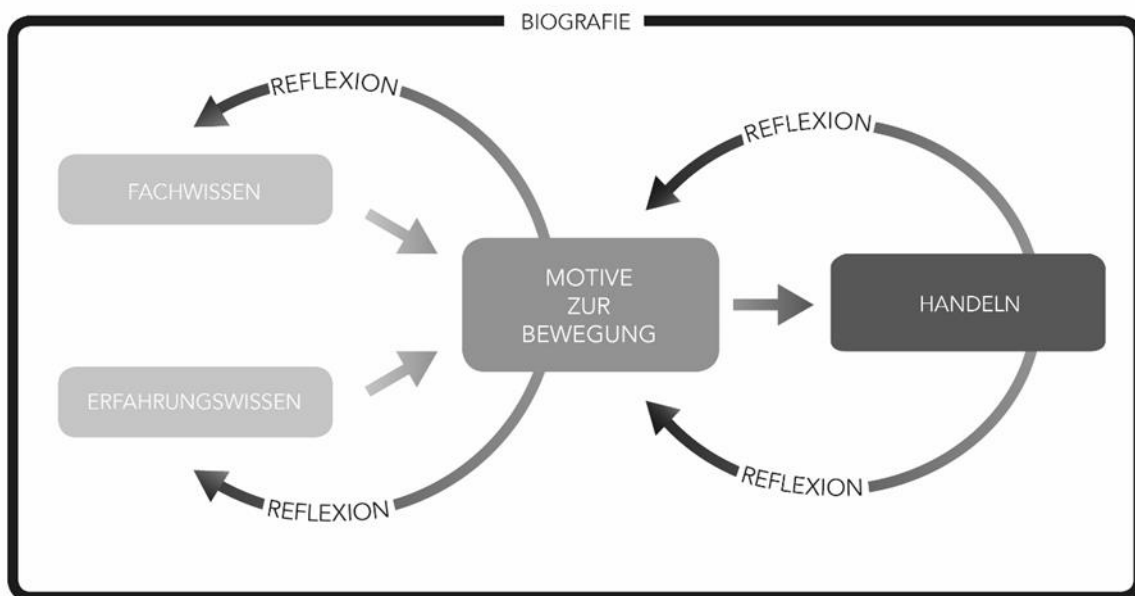 BIOGRAFIE
REFLEXION
REFLEXION
FACHWISSEN
MOTIVE
ZUR
BEWEGUNG
HANDELN
ERFAHRUNGSWISSEN
REFLEXION
REFLEXION